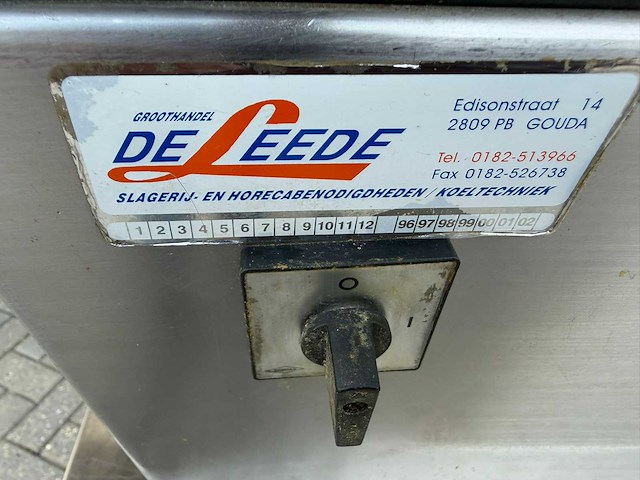 GROOTHANDEL
DE LEEDE
Edisonstraat 14
2809 PB GOUDA
Tel. 0182-513966
Fax 0182-526738
SLAGERIJ- EN HORECABENODIGDHEDEN / KOELTECHNIEK
1 2 3 4 5 6 7 8 9 10 11 12 96 97 98 99 00 01 02
O
I